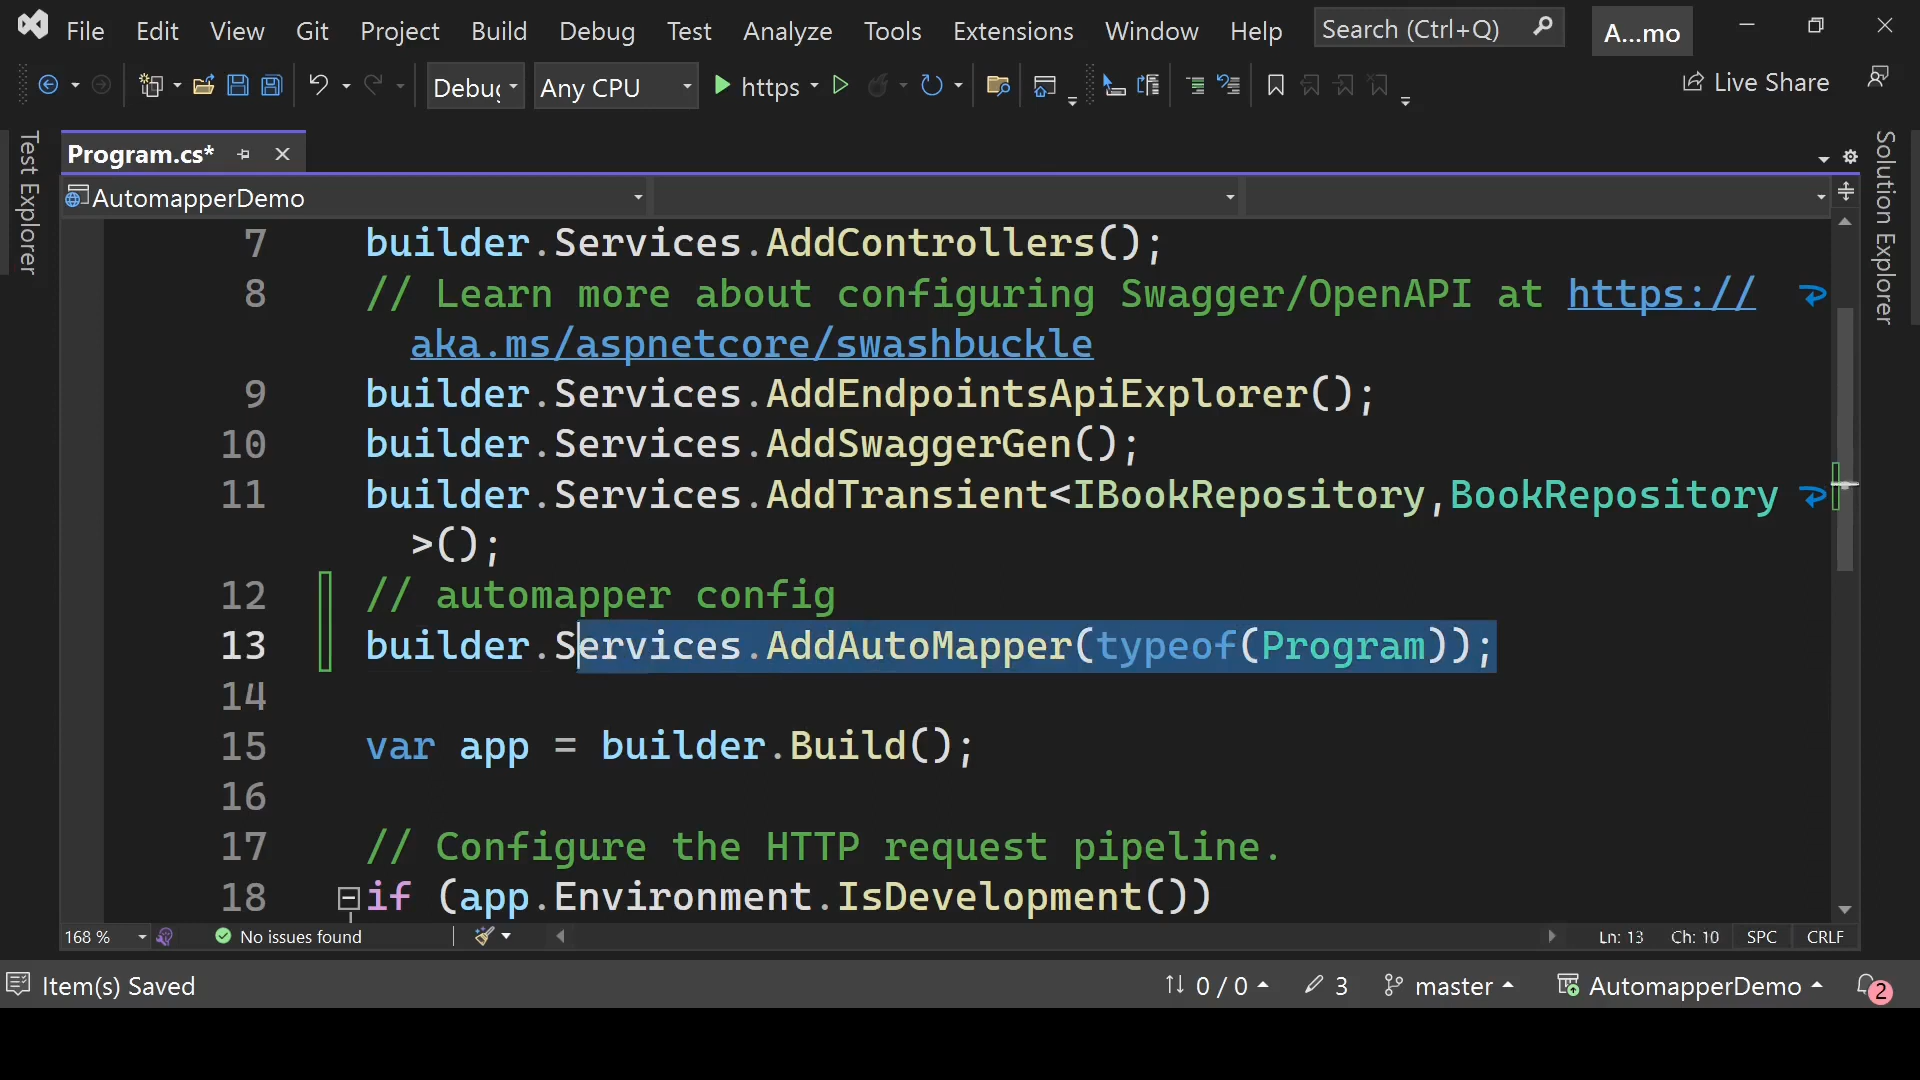 File Edit View Git Project Build Debug Test Analyze Tools Extensions Window Help Search (Ctrl+Q) A...mo
Debug Any CPU https Live Share
Test Explorer
Solution Explorer
Program.cs*
AutomapperDemo
7 builder.Services.AddControllers();
8 // Learn more about configuring Swagger/OpenAPI at https://
aka.ms/aspnetcore/swashbuckle
9 builder.Services.AddEndpointsApiExplorer();
10 builder.Services.AddSwaggerGen();
11 builder.Services.AddTransient<IBookRepository,BookRepository
>();
12 // automapper config
13 builder.Services.AddAutoMapper(typeof(Program));
14
15 var app = builder.Build();
16
17 // Configure the HTTP request pipeline.
18 if (app.Environment.IsDevelopment())
168 % No issues found Ln: 13 Ch: 10 SPC CRLF
Item(s) Saved 0 / 0 3 master AutomapperDemo 2